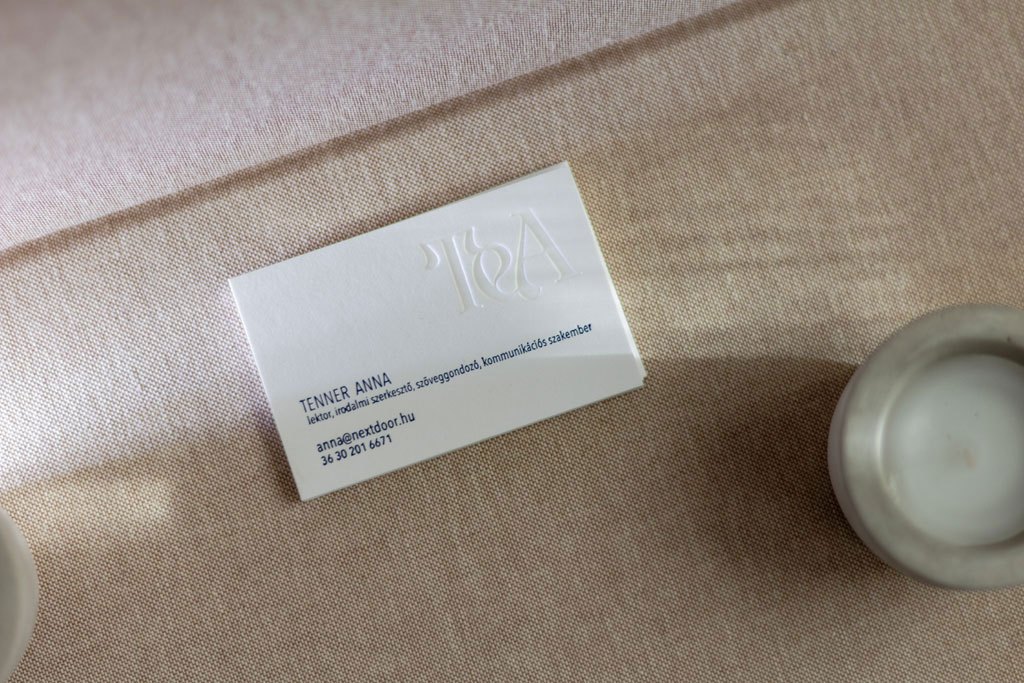 T&A
TENNER ANNA
lektor, irodalmi szerkesztő, szöveggondozó, kommunikációs szakember
anna@nextdoor.hu
36 30 201 6671